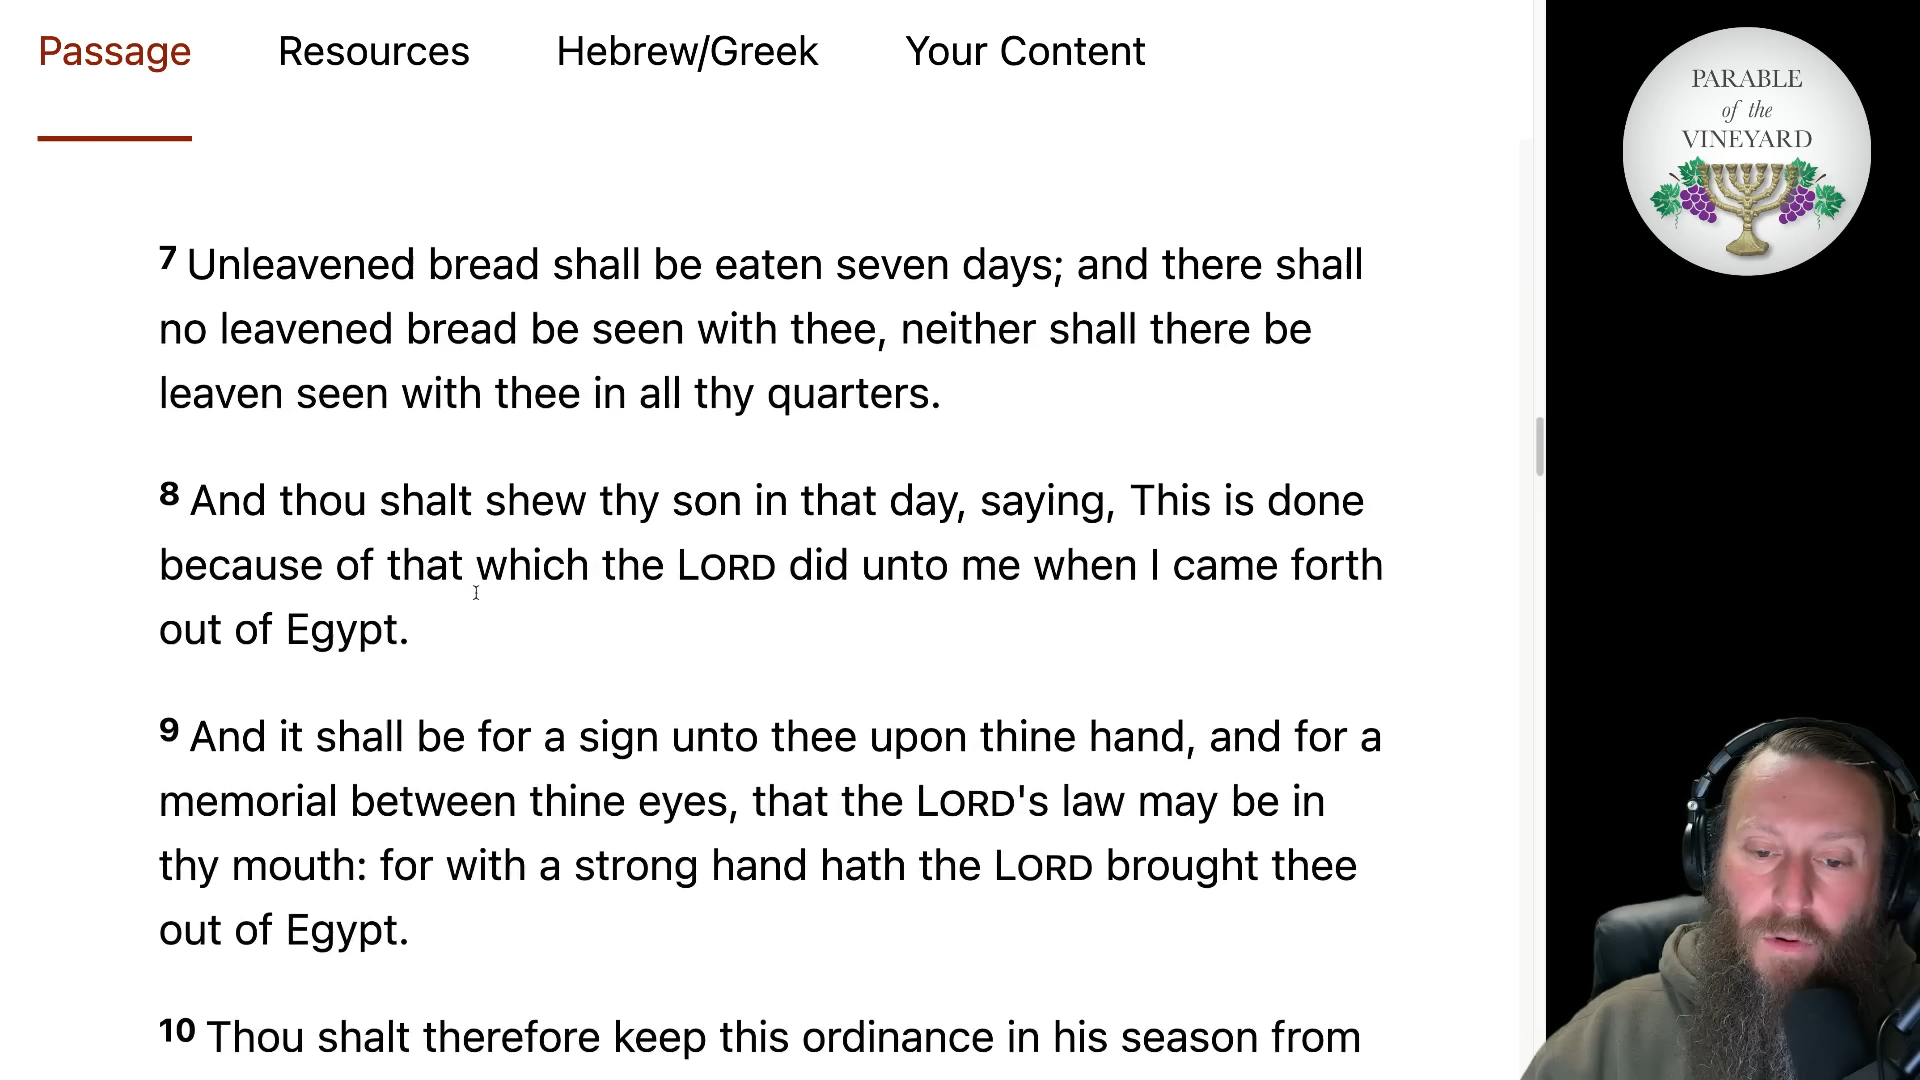 Passage Resources Hebrew/Greek Your Content
PARABLE
of the
VINEYARD
7 Unleavened bread shall be eaten seven days; and there shall
no leavened bread be seen with thee, neither shall there be
leaven seen with thee in all thy quarters.
8 And thou shalt shew thy son in that day, saying, This is done
because of that which the LORD did unto me when I came forth
out of Egypt.
9 And it shall be for a sign unto thee upon thine hand, and for a
memorial between thine eyes, that the LORD's law may be in
thy mouth: for with a strong hand hath the LORD brought thee
out of Egypt.
10 Thou shalt therefore keep this ordinance in his season from